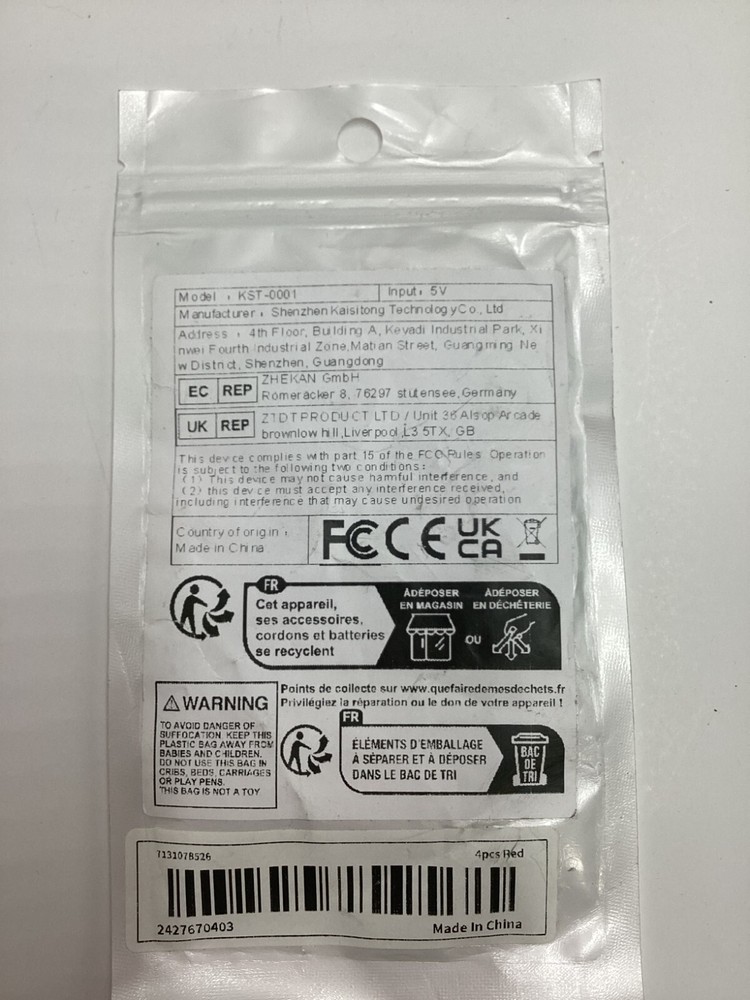 Model : KST-0001 Input: 5V
Manufacturer : Shenzhen Kaisitong TechnologyCo., Ltd
Address : 4th Floor, Building A, Kevadi Industrial Park, Xi
nwei Fourth Industrial Zone,Matian Street, Guangming Ne
w District, Shenzhen, Guangdong
EC REP
ZHEKAN GmbH
Romeräcker 8, 76297 stutensee,Germany
UK REP
Z1DTPRODUCT LTD / Unit 36 Alsop Arcade
brownlow hill,Liverpool,L3 5TX, GB
This device complies with part 15 of the FCC Rules Operation
is subject to the following two conditions:
(1) This device may not cause harmful interference, and
(2) this device must accept any interference received,
including interference that may cause undesired operation
Country of origin :
Made in China
FC CE UK
CA
FR
Cet appareil,
ses accessoires,
cordons et batteries
se recyclent
ÀDÉPOSER
EN MAGASIN
OU
ÀDÉPOSER
EN DÉCHÈTERIE
Points de collecte sur www.quefairedemesdechets.fr
Privilégiez la réparation ou le don de votre appareil !
WARNING
TO AVOID DANGER OF
SUFFOCATION KEEP THIS
PLASTIC BAG AWAY FROM
BABIES AND CHILDREN.
DO NOT USE THIS BAG IN
CRIBS, BEDS, CARRIAGES
OR PLAY PENS.
THIS BAG IS NOT A TOY.
FR
ÉLÉMENTS D'EMBALLAGE
À SÉPARER ET À DÉPOSER
DANS LE BAC DE TRI
BAC
DE
TRI
7131078526 4pcs Red
2427670403 Made In China